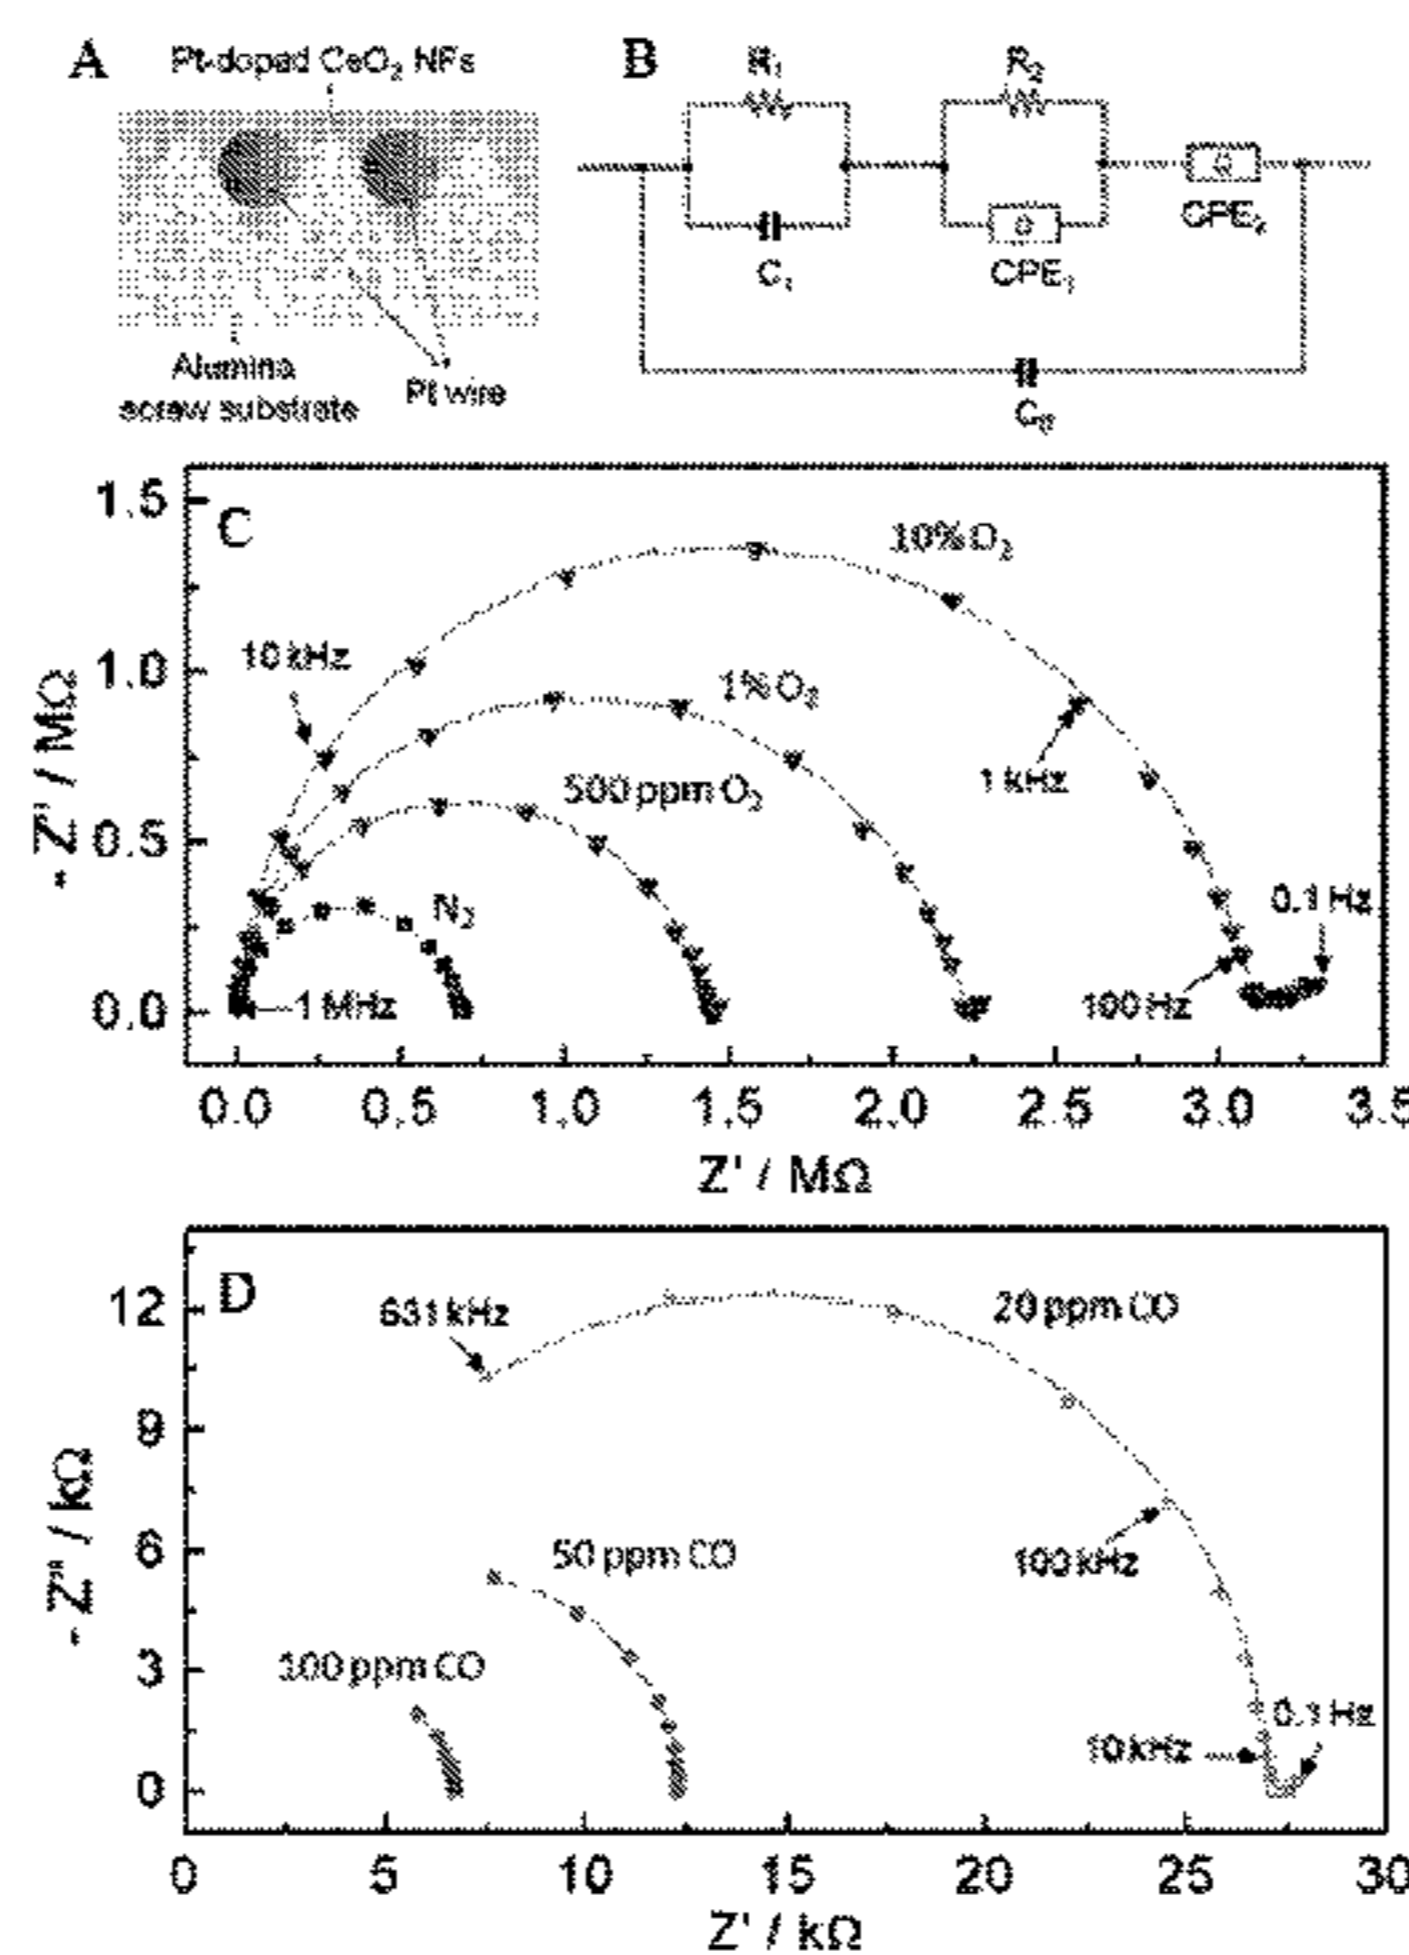 A
Pt-dopad CeO₂ NFs
Alumina
screw substrate
Pt wire
B
R₁
R₂
C₁
CPE₁
CPE₂
Q
Q
C
1.5
1.0
0.5
0.0
- Z'' / MΩ
10% O₂
10 kHz
1% O₂
500 ppm O₂
1 kHz
N₂
0.1 Hz
1 MHz
100 Hz
0.0 0.5 1.0 1.5 2.0 2.5 3.0 3.5
Z' / MΩ
D
12
9
6
3
0
- Z'' / kΩ
631 kHz
20 ppm CO
50 ppm CO
100 kHz
100 ppm CO
0.1 Hz
10 kHz
0 5 10 15 20 25 30
Z' / kΩ